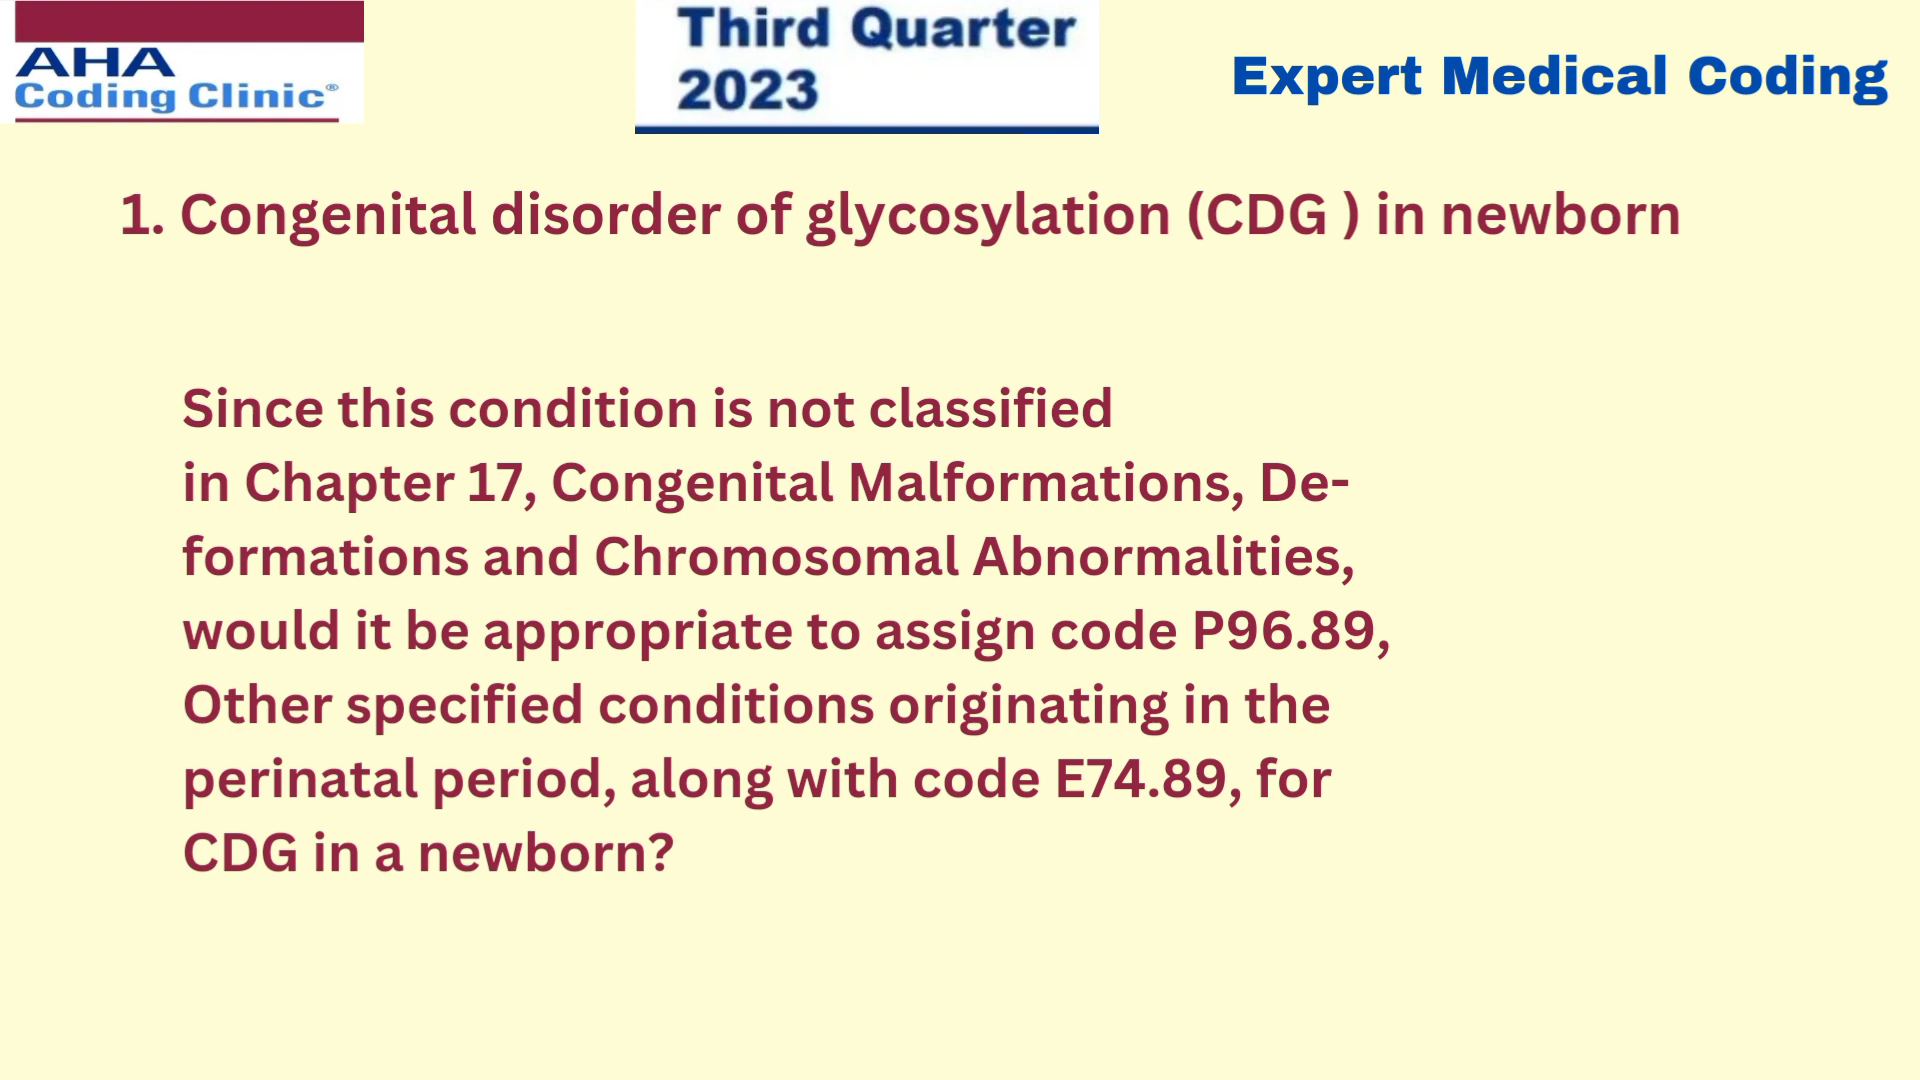 AHA
Coding Clinic®
Third Quarter
2023
Expert Medical Coding
1. Congenital disorder of glycosylation (CDG ) in newborn
Since this condition is not classified
in Chapter 17, Congenital Malformations, De-
formations and Chromosomal Abnormalities,
would it be appropriate to assign code P96.89,
Other specified conditions originating in the
perinatal period, along with code E74.89, for
CDG in a newborn?